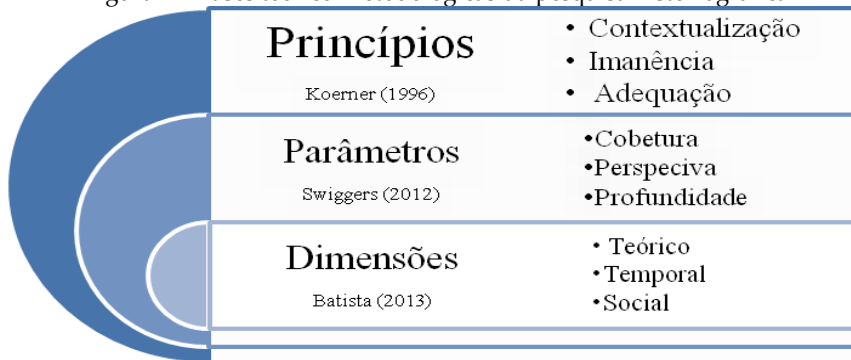 Princípios
Koerner (1996)
• Contextualização
• Imanência
• Adequação
Parâmetros
Swiggers (2012)
•Cobetura
•Perspeciva
•Profundidade
Dimensões
Batista (2013)
• Teórico
•Temporal
•Social